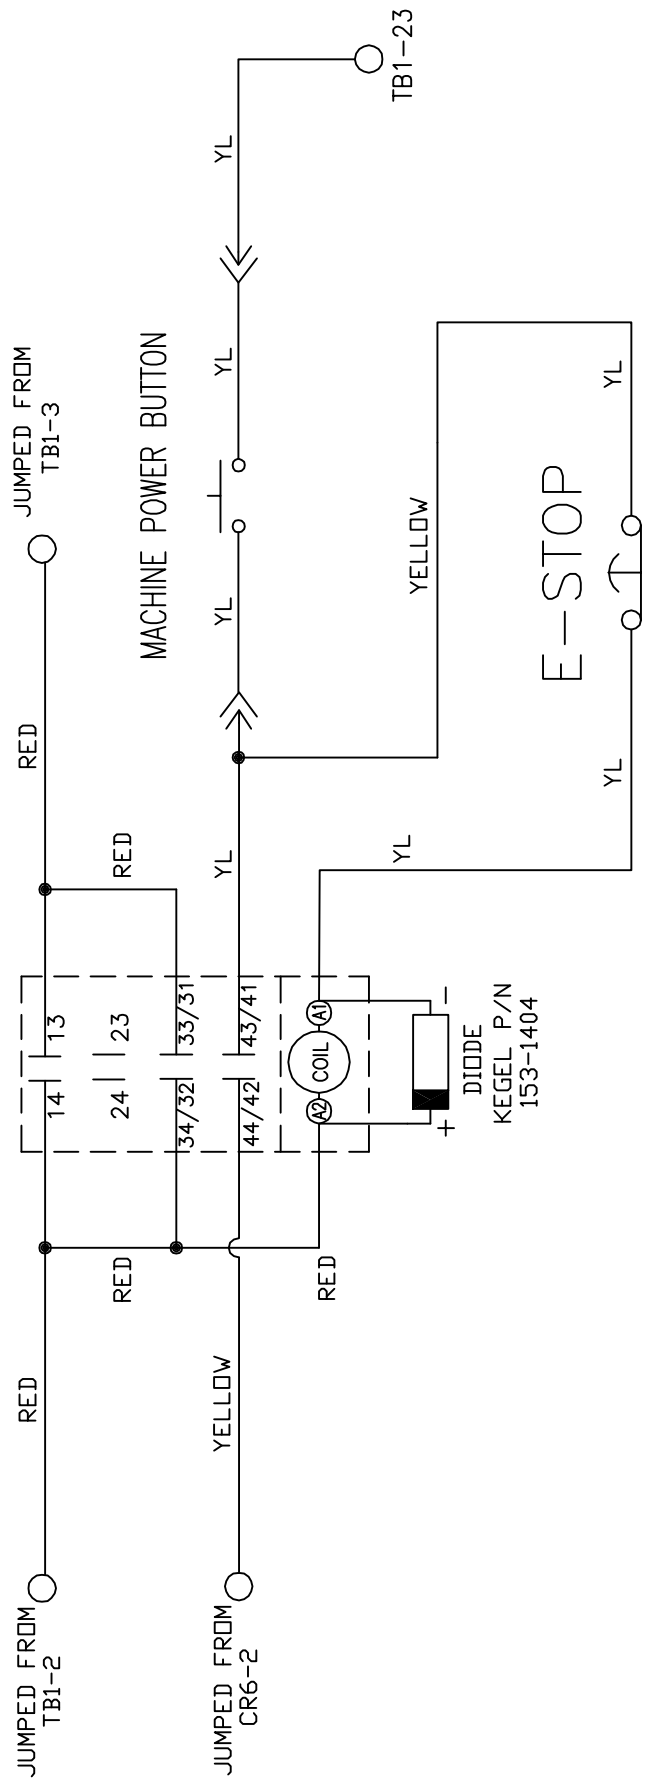 JUMPED FROM
TB1-2
RED
RED
RED
RED
JUMPED FROM
TB1-3
14
13
24
23
34/32
33/31
44/42
43/41
A2
COIL
A1
RED
JUMPED FROM
CR6-2
YELLOW
YL
YL
MACHINE POWER BUTTON
YL
YL
TB1-23
YL
YELLOW
+
-
DIODE
KEGEL P/N
153-1404
YL
E-STOP
YL